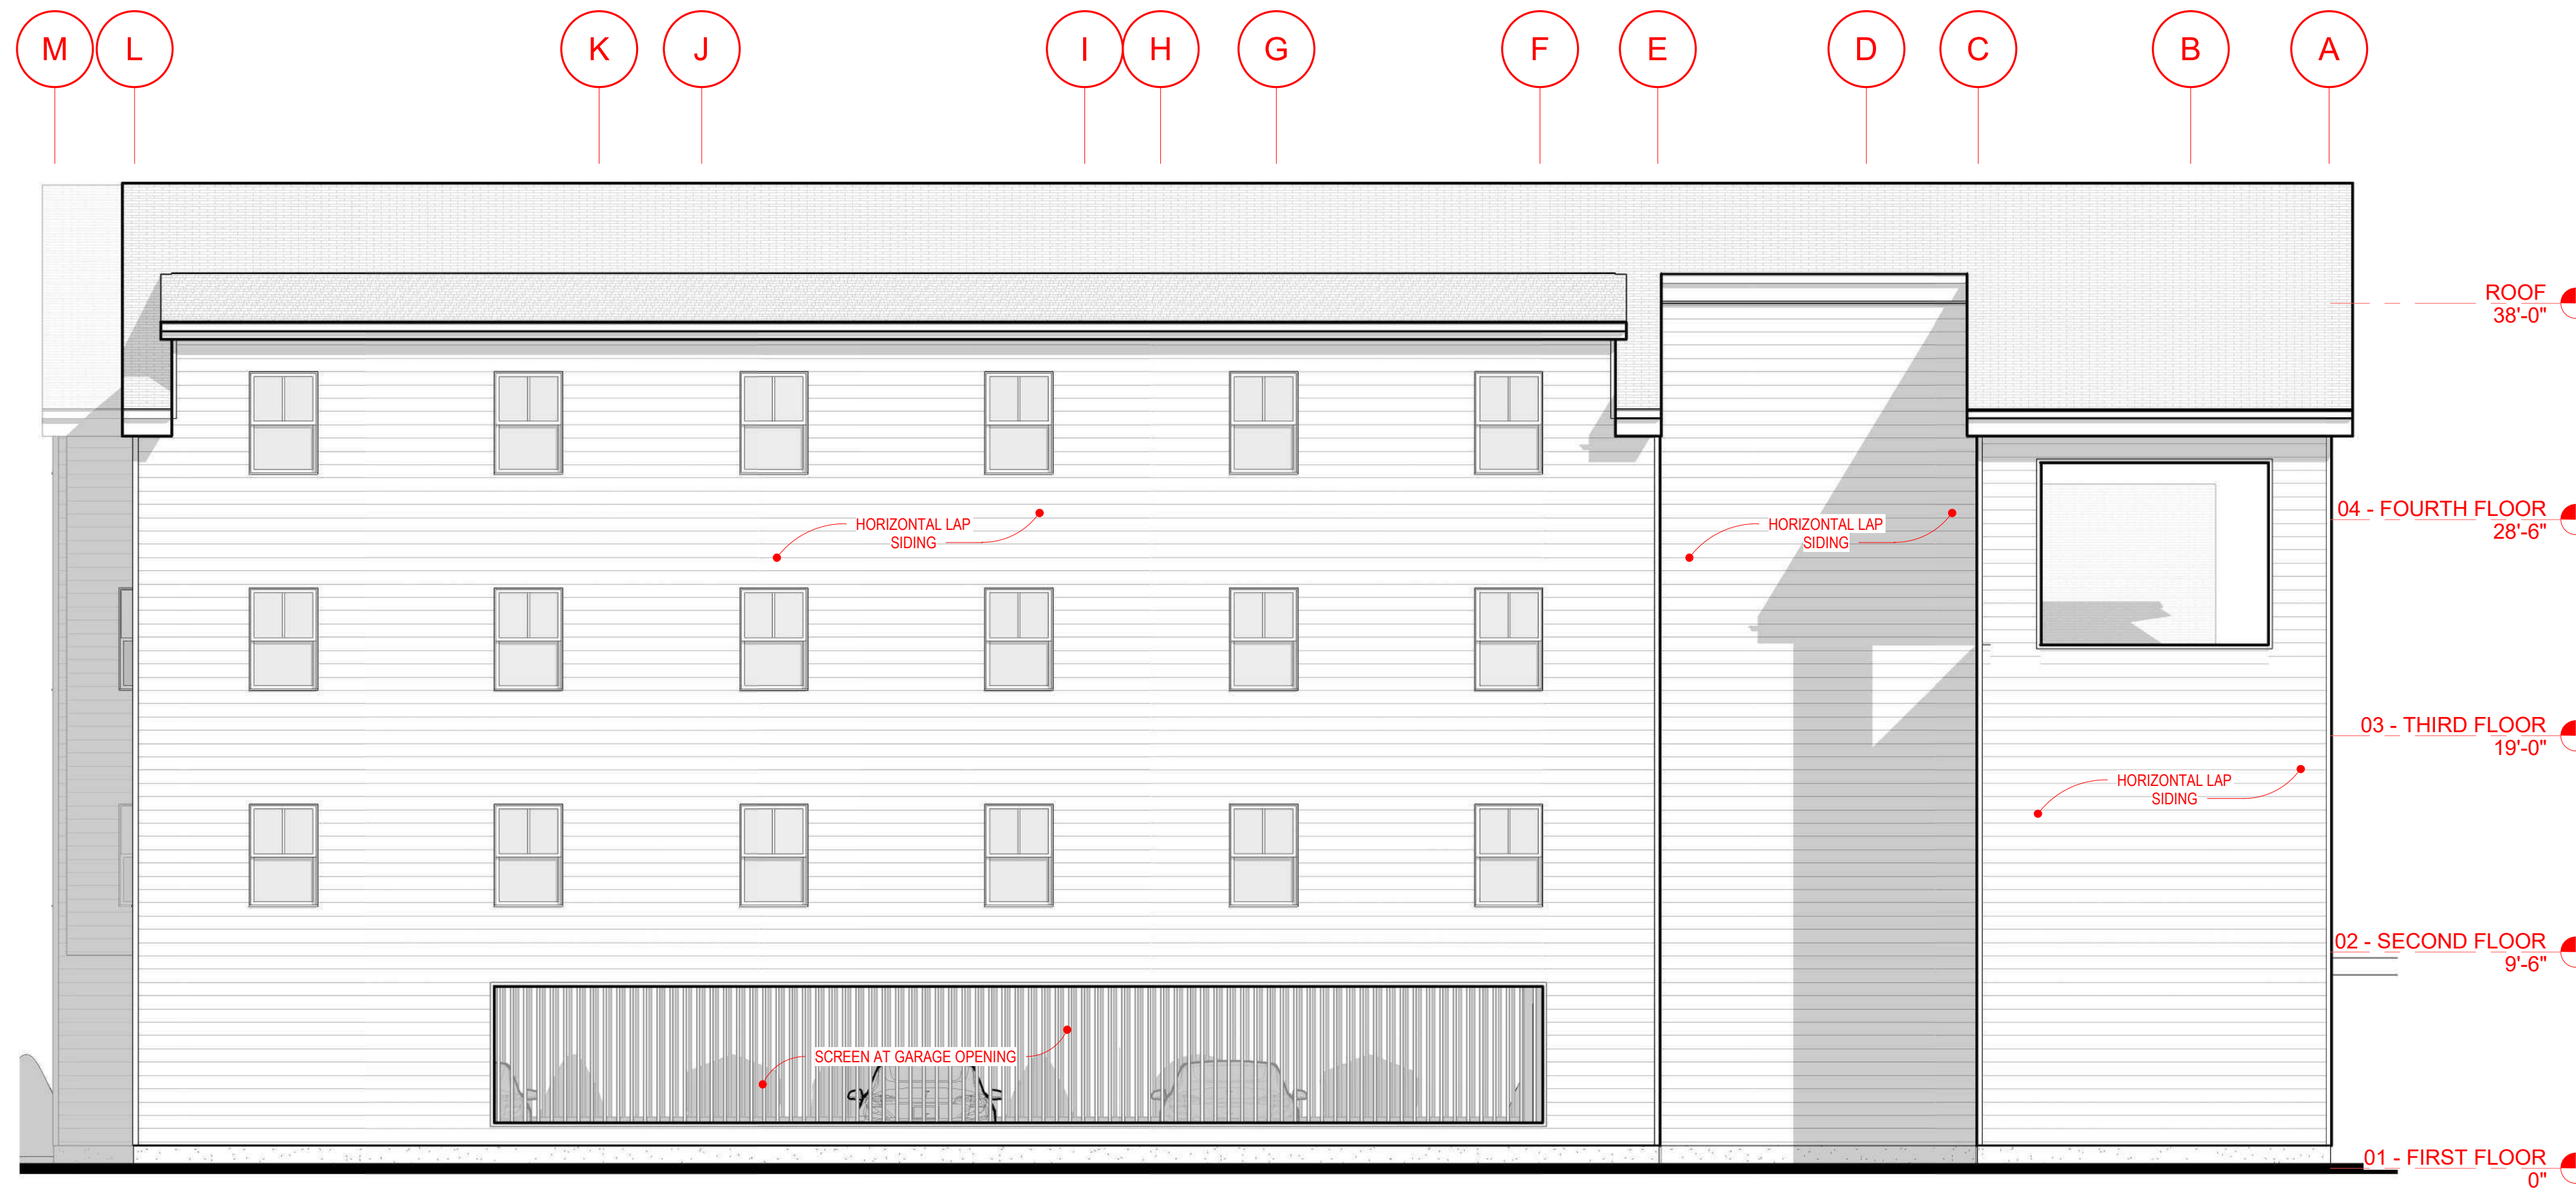 M L K J I H G F E D C B A
ROOF
38'-0"
HORIZONTAL LAP
SIDING
HORIZONTAL LAP
SIDING
04 - FOURTH FLOOR
28'-6"
03 - THIRD FLOOR
19'-0"
HORIZONTAL LAP
SIDING
02 - SECOND FLOOR
9'-6"
SCREEN AT GARAGE OPENING
01 - FIRST FLOOR
0"